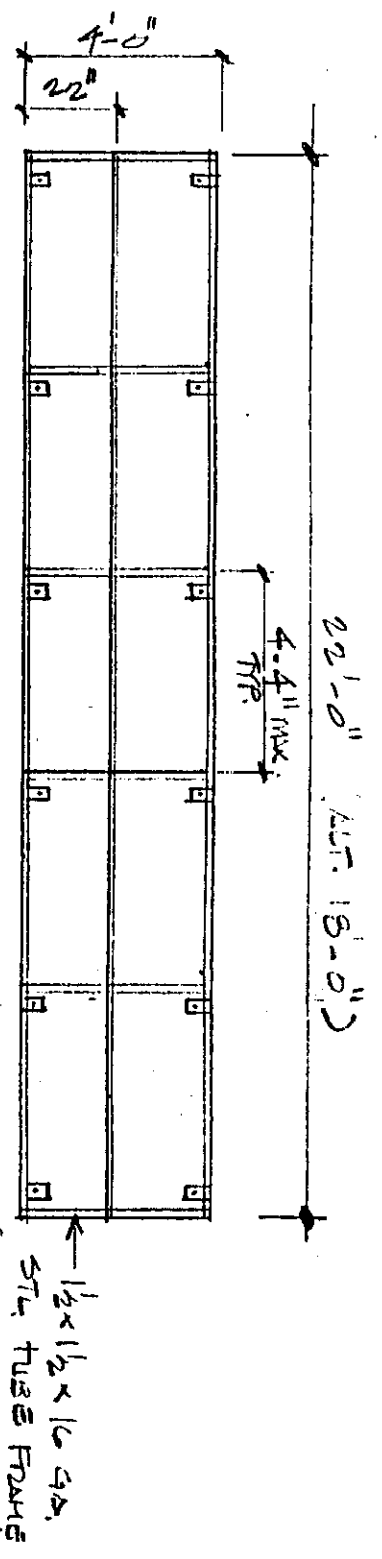 4'-0"
22"
22'-0" (ALT. 18'-0")
4'-4" MX.
TYP.
1½ x 1½ x 16 GA.
STL. TUBE FRAME